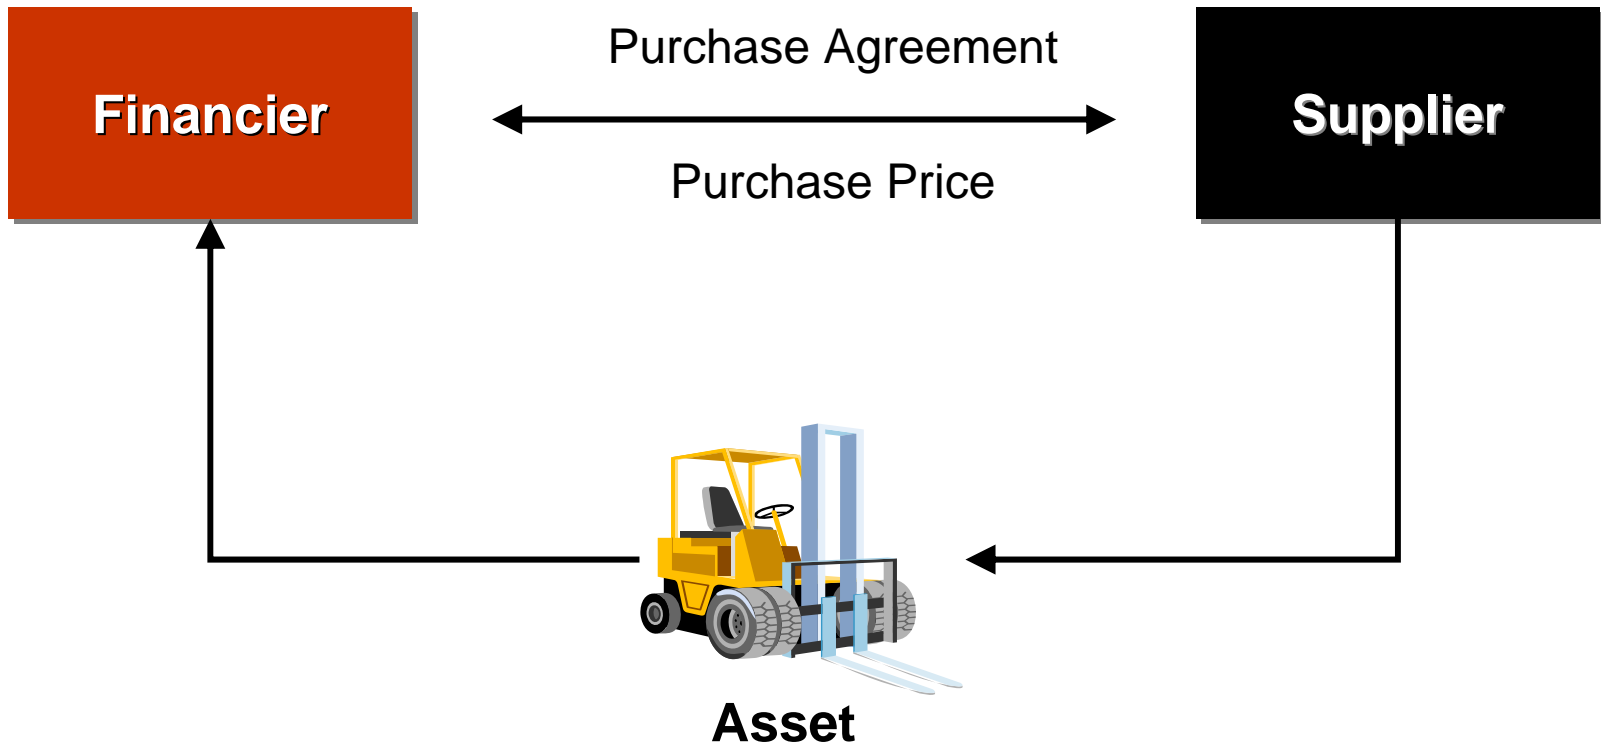 Purchase Agreement
Financier
Supplier
Purchase Price
Asset